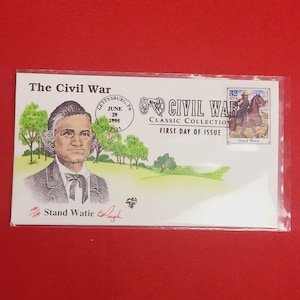 The Civil War
GETTYSBURG, PA
JUNE
29
1995
CIVIL WAR
Classic Collection
FIRST DAY OF ISSUE
32
Stand Watie
Stand Watie